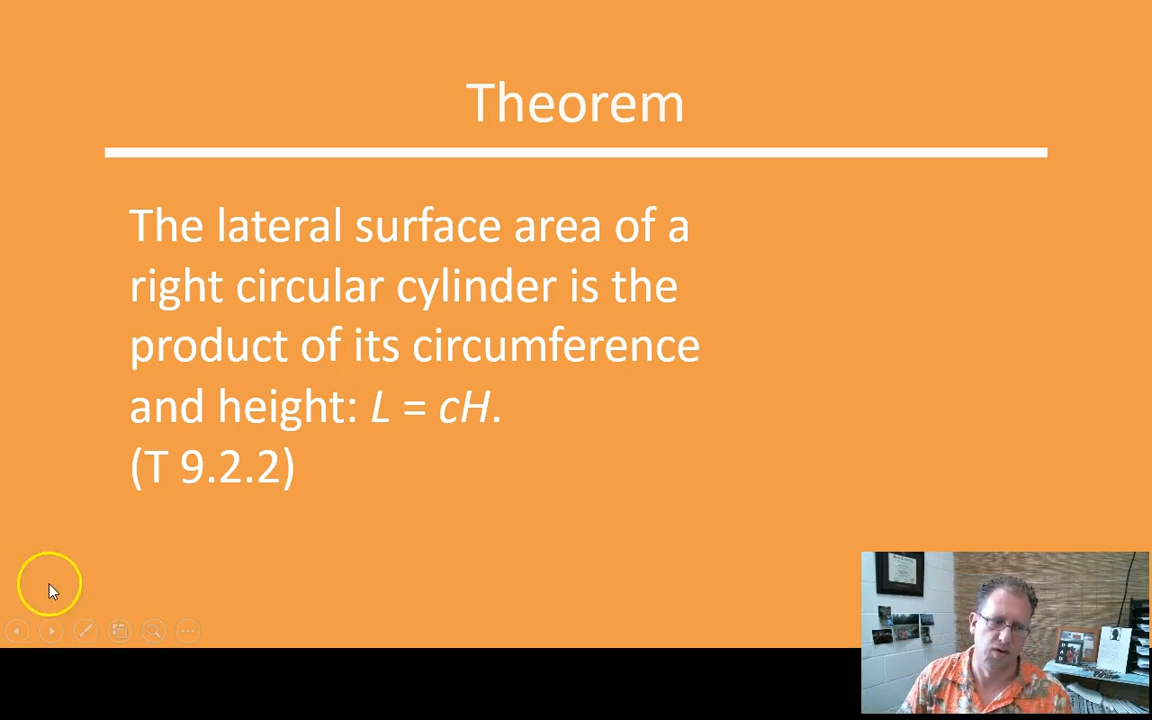 Theorem
The lateral surface area of a
right circular cylinder is the
product of its circumference
and height: L = cH.
(T 9.2.2)